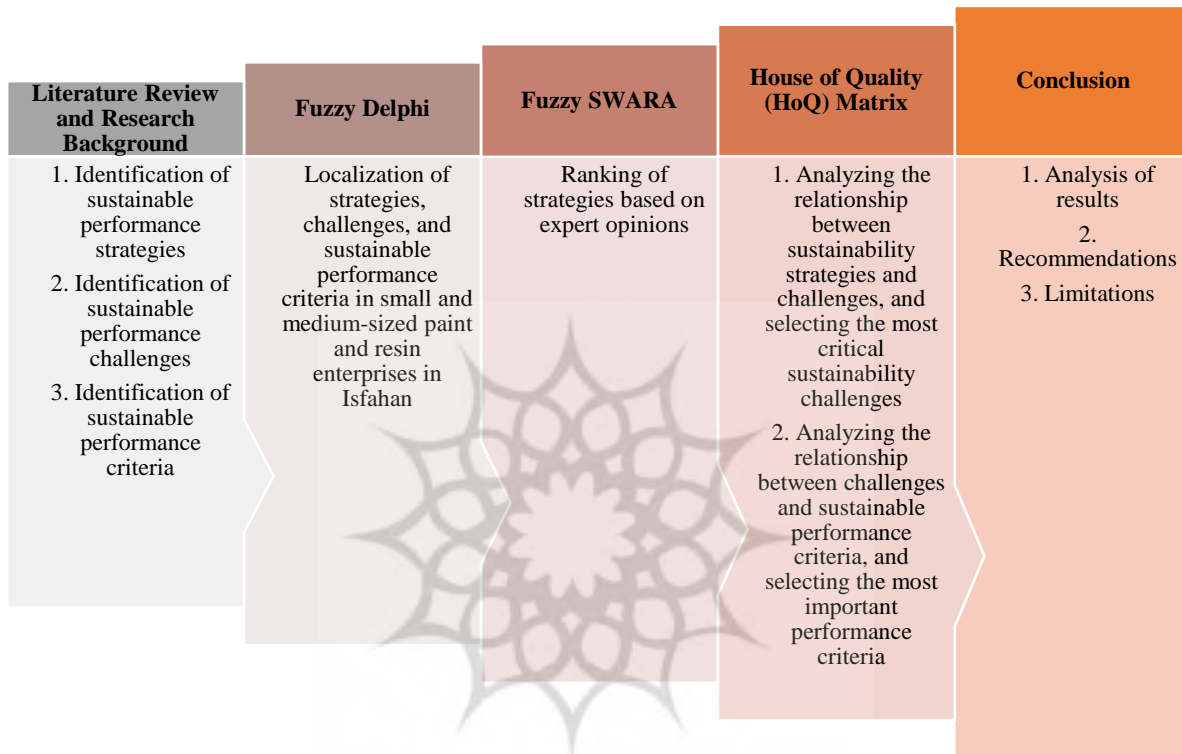 Literature Review
and Research
Background
1. Identification of
sustainable
performance
strategies
2. Identification of
sustainable
performance
challenges
3. Identification of
sustainable
performance
criteria
Fuzzy Delphi
Localization of
strategies,
challenges, and
sustainable
performance
criteria in small and
medium-sized paint
and resin
enterprises in
Isfahan
Fuzzy SWARA
Ranking of
strategies based on
expert opinions
House of Quality
(HoQ) Matrix
1. Analyzing the
relationship
between
sustainability
strategies and
challenges, and
selecting the most
critical
sustainability
challenges
2. Analyzing the
relationship
between challenges
and sustainable
performance
criteria, and
selecting the most
important
performance
criteria
Conclusion
1. Analysis of
results
2.
Recommendations
3. Limitations